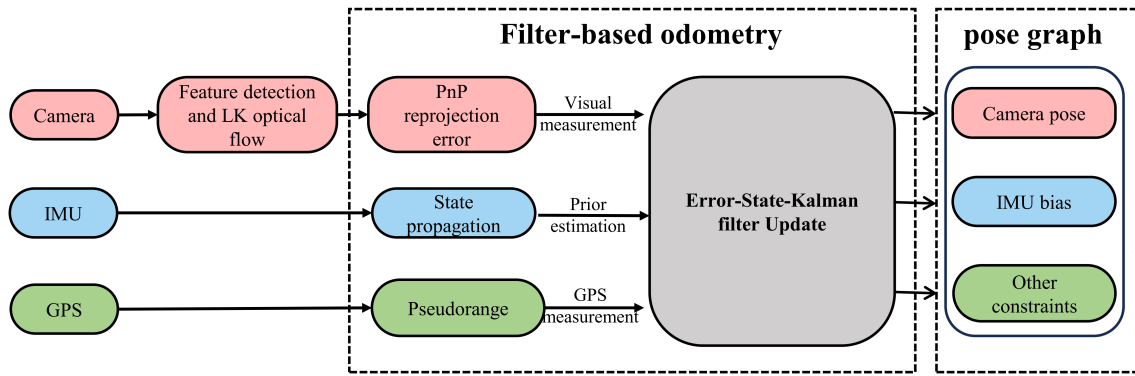 Filter-based odometry
pose graph
Camera
Feature detection
and LK optical
flow
PnP
reprojection
error
Visual
measurement
Camera pose
IMU
State
propagation
Prior
estimation
Error-State-Kalman
filter Update
IMU bias
GPS
Pseudorange
GPS
measurement
Other
constraints